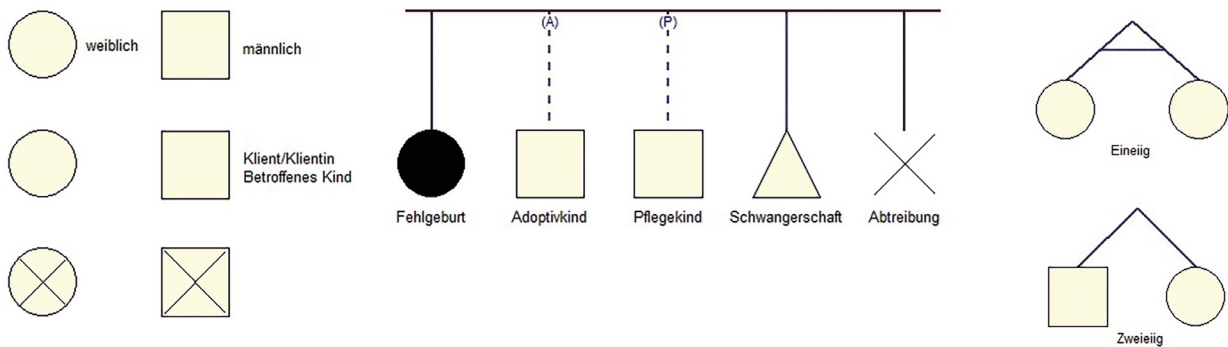 weiblich
männlich
Klient/Klientin
Betroffenes Kind
(A)
(P)
Fehlgeburt
Adoptivkind
Pflegekind
Schwangerschaft
Abtreibung
Eineiig
Zweieiig